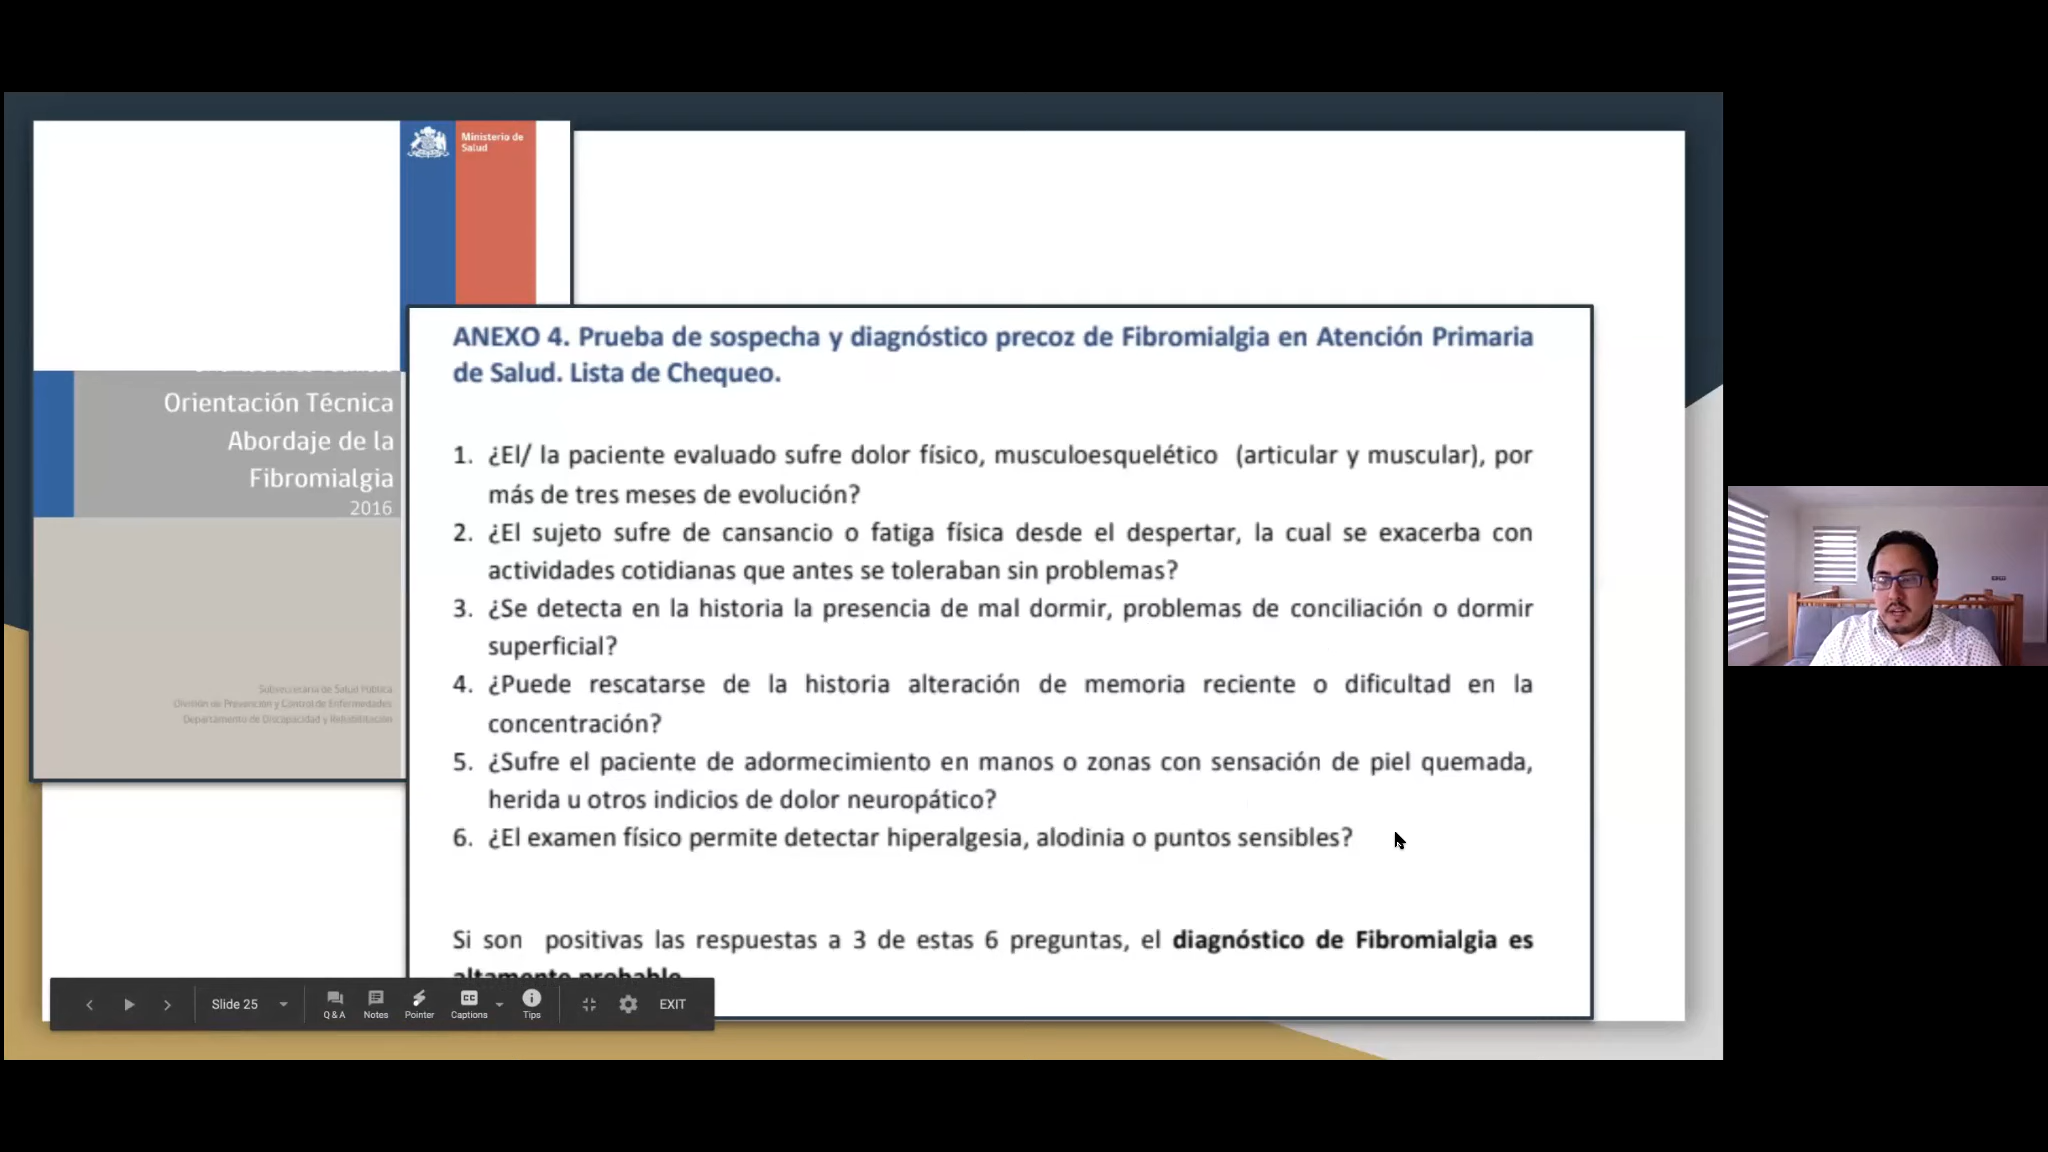 Ministerio de
Salud
Orientación Técnica
Abordaje de la
Fibromialgia
2016
Subsecretaría de Salud Pública
División de Prevención y Control de Enfermedades
Departamento de Discapacidad y Rehabilitación
ANEXO 4. Prueba de sospecha y diagnóstico precoz de Fibromialgia en Atención Primaria
de Salud. Lista de Chequeo.
1. ¿El/ la paciente evaluado sufre dolor físico, musculoesquelético (articular y muscular), por
más de tres meses de evolución?
2. ¿El sujeto sufre de cansancio o fatiga física desde el despertar, la cual se exacerba con
actividades cotidianas que antes se toleraban sin problemas?
3. ¿Se detecta en la historia la presencia de mal dormir, problemas de conciliación o dormir
superficial?
4. ¿Puede rescatarse de la historia alteración de memoria reciente o dificultad en la
concentración?
5. ¿Sufre el paciente de adormecimiento en manos o zonas con sensación de piel quemada,
herida u otros indicios de dolor neuropático?
6. ¿El examen físico permite detectar hiperalgesia, alodinia o puntos sensibles?
Si son positivas las respuestas a 3 de estas 6 preguntas, el diagnóstico de Fibromialgia es
altamente probable
Slide 25
Q & A
Notes
Pointer
CC
Captions
Tips
EXIT